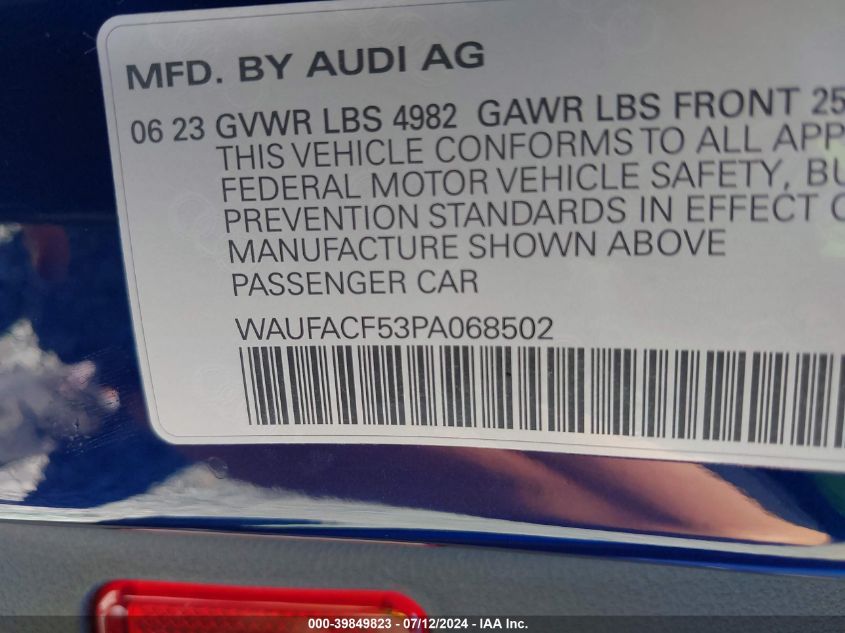 MFD. BY AUDI AG
06 23 GVWR LBS 4982 GAWR LBS FRONT 25
THIS VEHICLE CONFORMS TO ALL APP
FEDERAL MOTOR VEHICLE SAFETY, BU
PREVENTION STANDARDS IN EFFECT O
MANUFACTURE SHOWN ABOVE
PASSENGER CAR
WAUFACF53PA068502
000-39849823 / 07/12/2024 - IAA Inc.